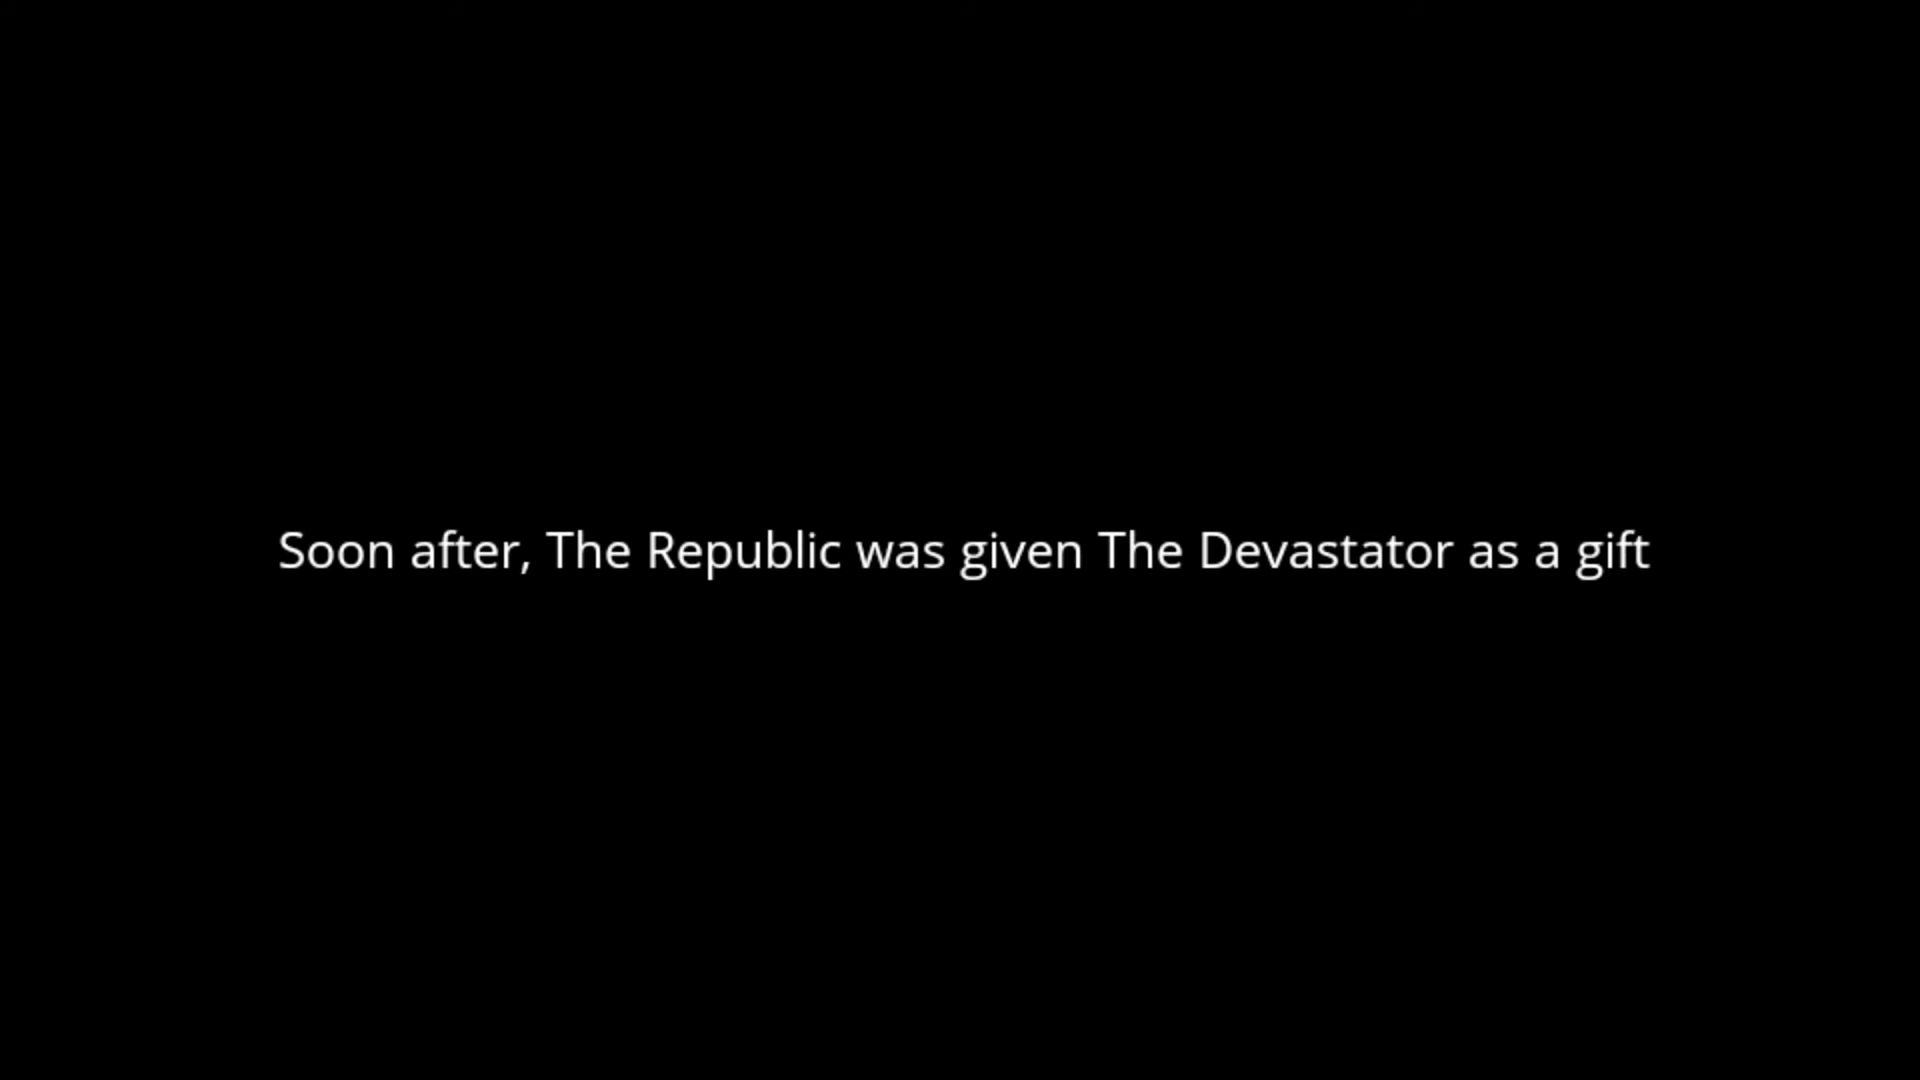 Soon after, The Republic was given The Devastator as a gift